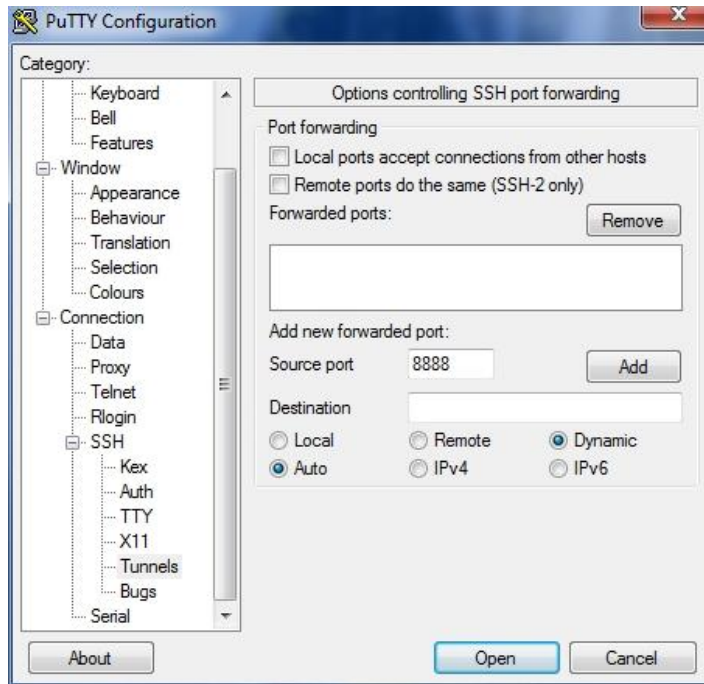 PuTTY Configuration
Category:
Keyboard
Bell
Features
Window
Appearance
Behaviour
Translation
Selection
Colours
Connection
Data
Proxy
Telnet
Rlogin
SSH
Kex
Auth
TTY
X11
Tunnels
Bugs
Serial
Options controlling SSH port forwarding
Port forwarding
Local ports accept connections from other hosts
Remote ports do the same (SSH-2 only)
Forwarded ports:
Remove
Add new forwarded port:
Source port 8888 Add
Destination
Local Remote Dynamic
Auto IPv4 IPv6
About Open Cancel